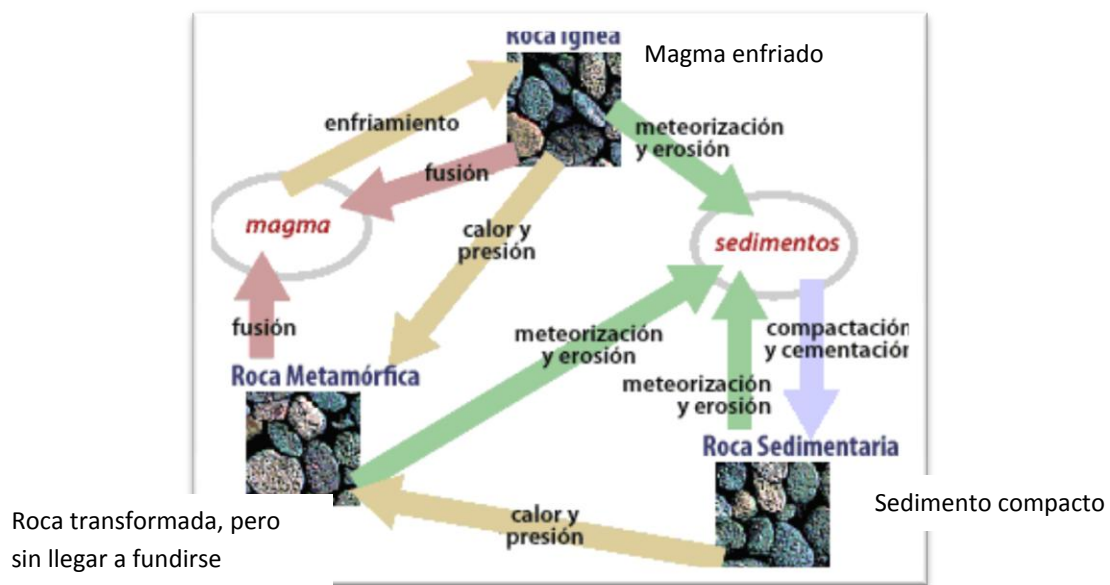 Roca Ígnea
Magma enfriado
enfriamiento
meteorización
y erosión
fusión
magma
calor y
presión
sedimentos
fusión
meteorización
y erosión
compactación
y cementación
Roca Metamórfica
meteorización
y erosión
Roca Sedimentaria
Sedimento compacto
Roca transformada, pero
sin llegar a fundirse
calor y
presión